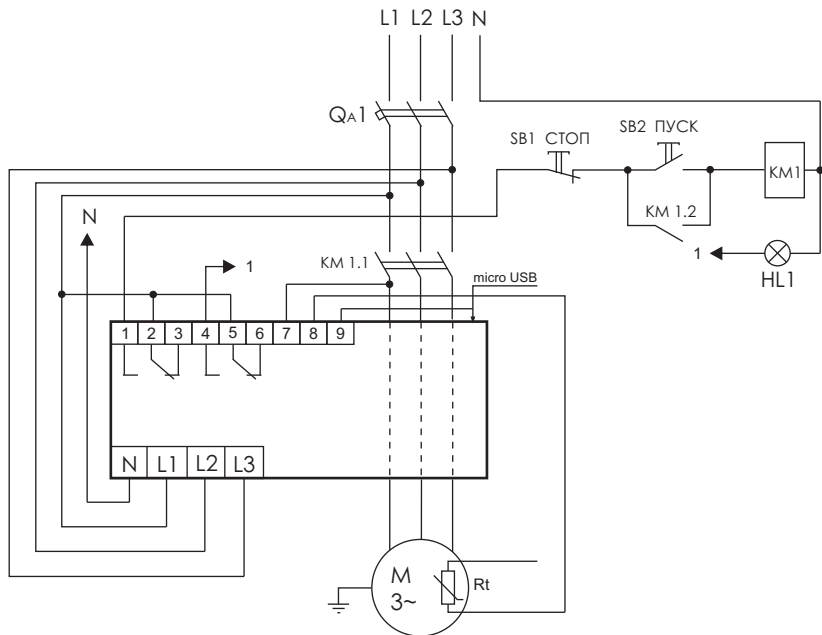 L1 L2 L3 N
QA1
SB1 СТОП
SB2 ПУСК
KM1
KM 1.2
1
HL1
N
1
KM 1.1
micro USB
1 2 3 4 5 6 7 8 9
N L1 L2 L3
M
3~
Rt